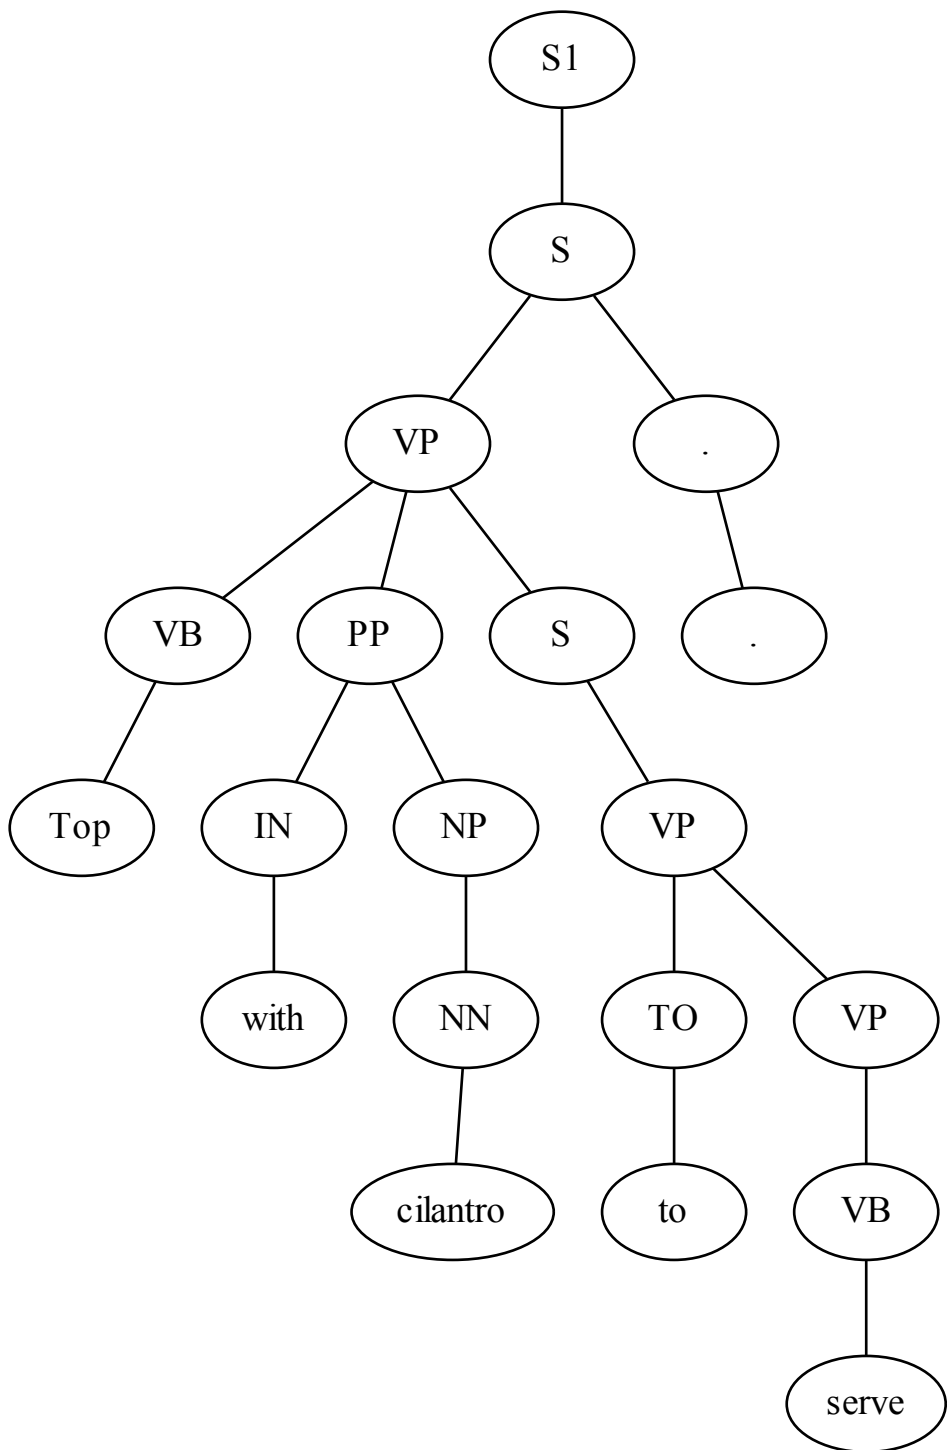 S1
S
VP .
VB PP S .
Top IN NP VP
with NN TO VP
cilantro to VB
serve